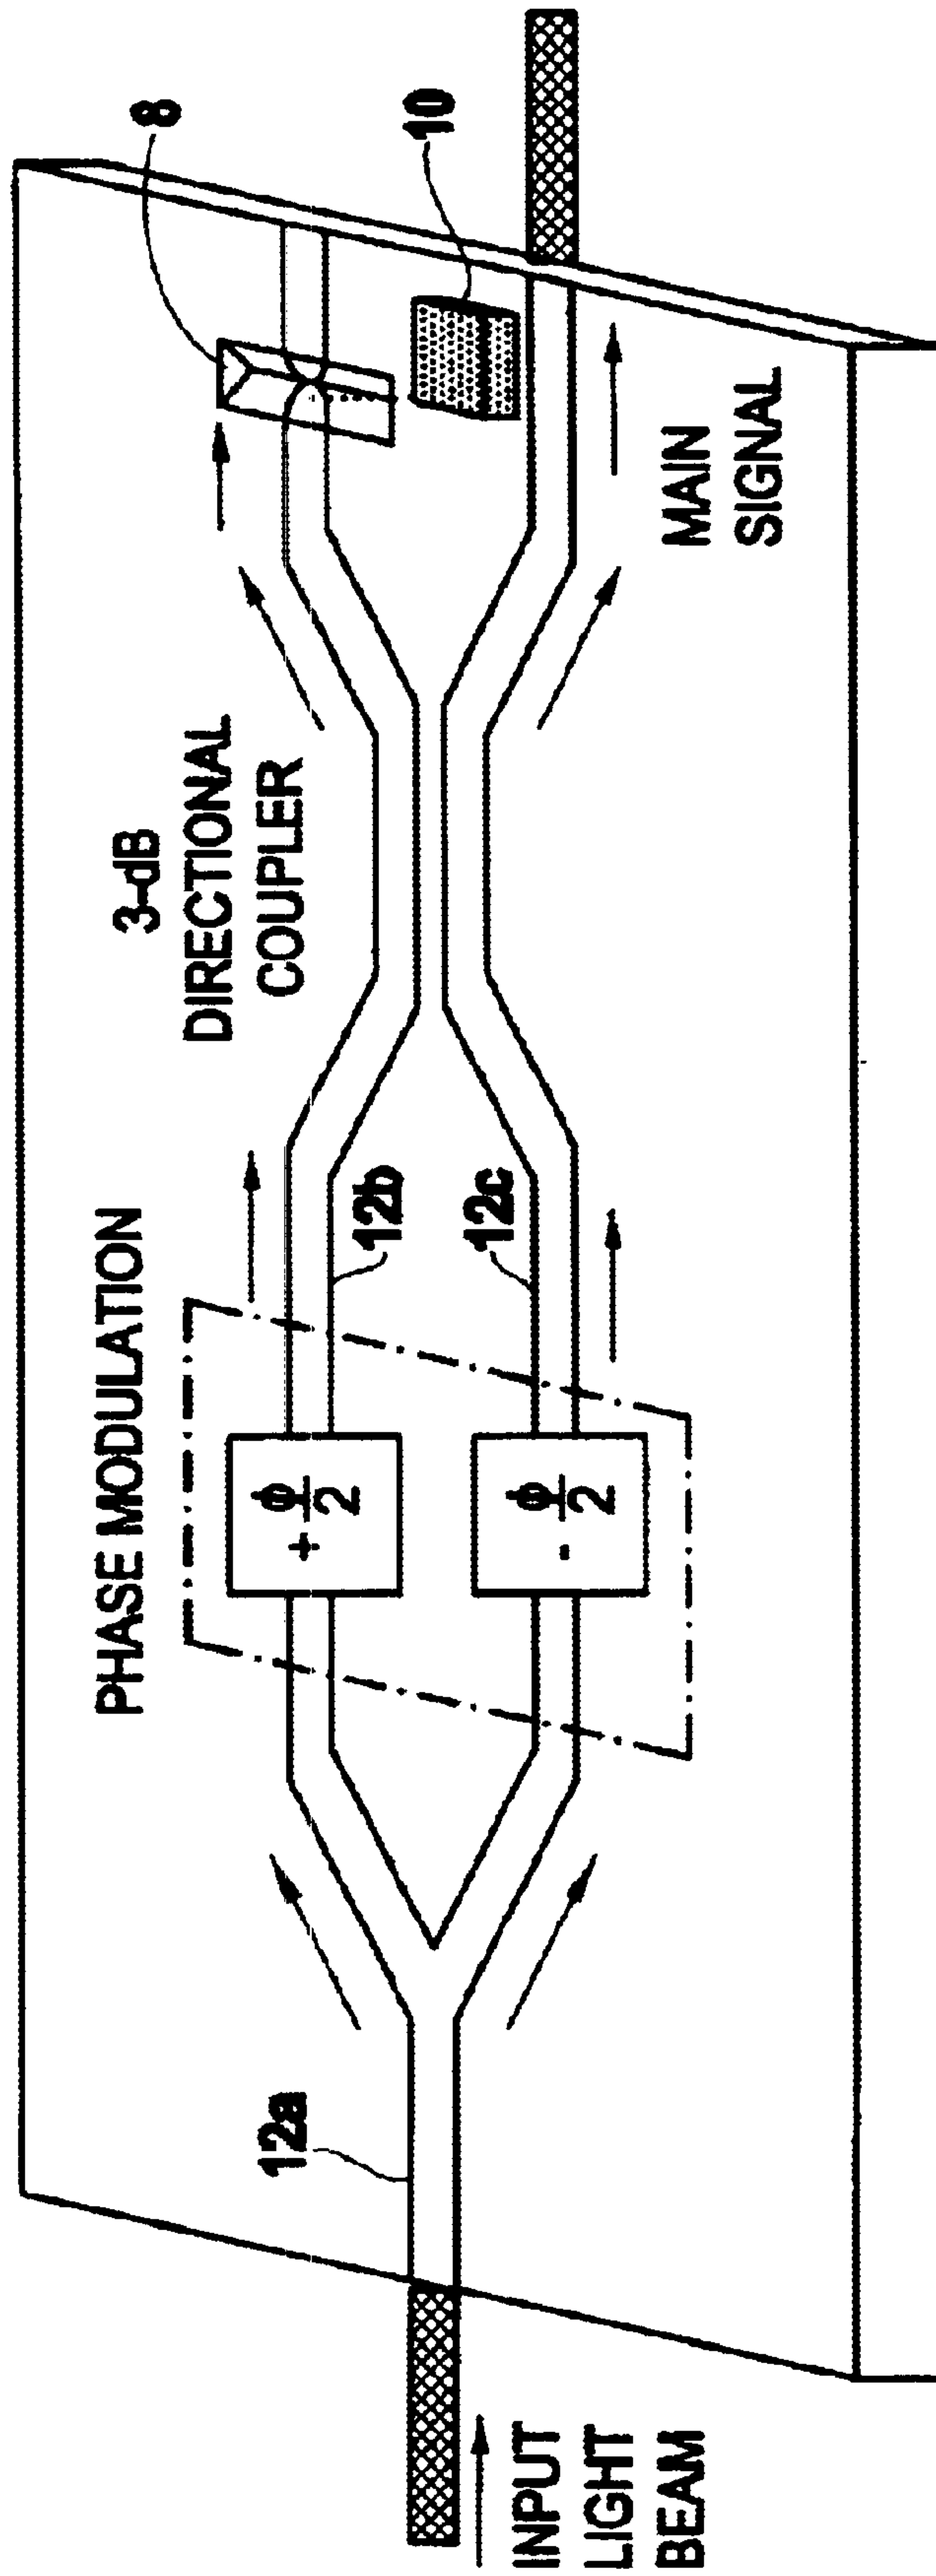 INPUT
LIGHT
BEAM
12a
PHASE MODULATION
+ ϕ/2
- ϕ/2
12b
12c
3-dB
DIRECTIONAL
COUPLER
8
10
MAIN
SIGNAL